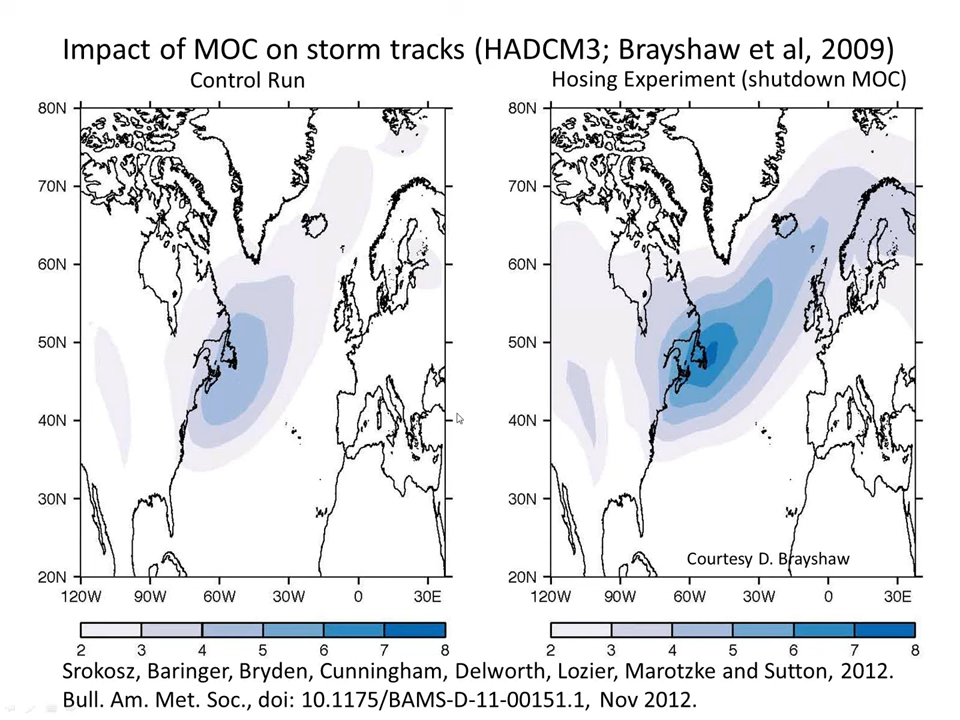 Impact of MOC on storm tracks (HADCM3; Brayshaw et al, 2009)
Control Run
Hosing Experiment (shutdown MOC)
80N
70N
60N
50N
40N
30N
20N
120W 90W 60W 30W 0 30E
2 3 4 5 6 7 8
80N
70N
60N
50N
40N
30N
20N
Courtesy D. Brayshaw
120W 90W 60W 30W 0 30E
2 3 4 5 6 7 8
Srokosz, Baringer, Bryden, Cunningham, Delworth, Lozier, Marotzke and Sutton, 2012.
Bull. Am. Met. Soc., doi: 10.1175/BAMS-D-11-00151.1, Nov 2012.